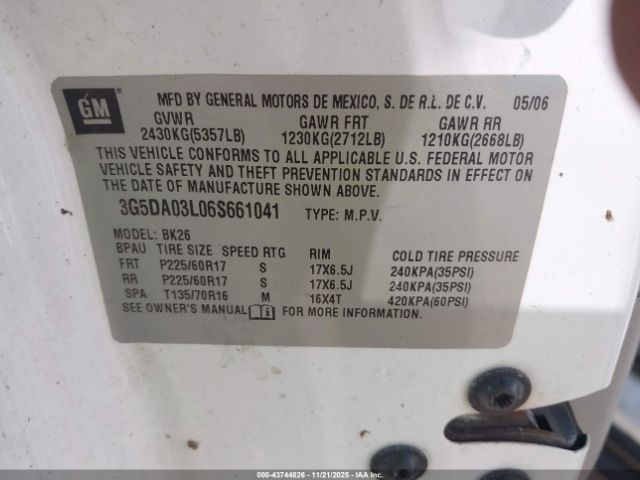 GM
MFD BY GENERAL MOTORS DE MEXICO, S. DE R.L. DE C.V. 05/06
GVWR GAWR FRT GAWR RR
2430KG(5357LB) 1230KG(2712LB) 1210KG(2668LB)
THIS VEHICLE CONFORMS TO ALL APPLICABLE U.S. FEDERAL MOTOR
VEHICLE SAFETY AND THEFT PREVENTION STANDARDS IN EFFECT ON
THE DATE OF MANUFACTURE SHOWN ABOVE.
3G5DA03L06S661041 TYPE: M.P.V.
MODEL: BK26
BPAU TIRE SIZE SPEED RTG RIM COLD TIRE PRESSURE
FRT P225/60R17 S 17X6.5J 240KPA(35PSI)
RR P225/60R17 S 17X6.5J 240KPA(35PSI)
SPA T135/70R16 M 16X4T 420KPA(60PSI)
SEE OWNER'S MANUAL FOR MORE INFORMATION.
000-43744826 - 11/21/2025 - IAAI.COM